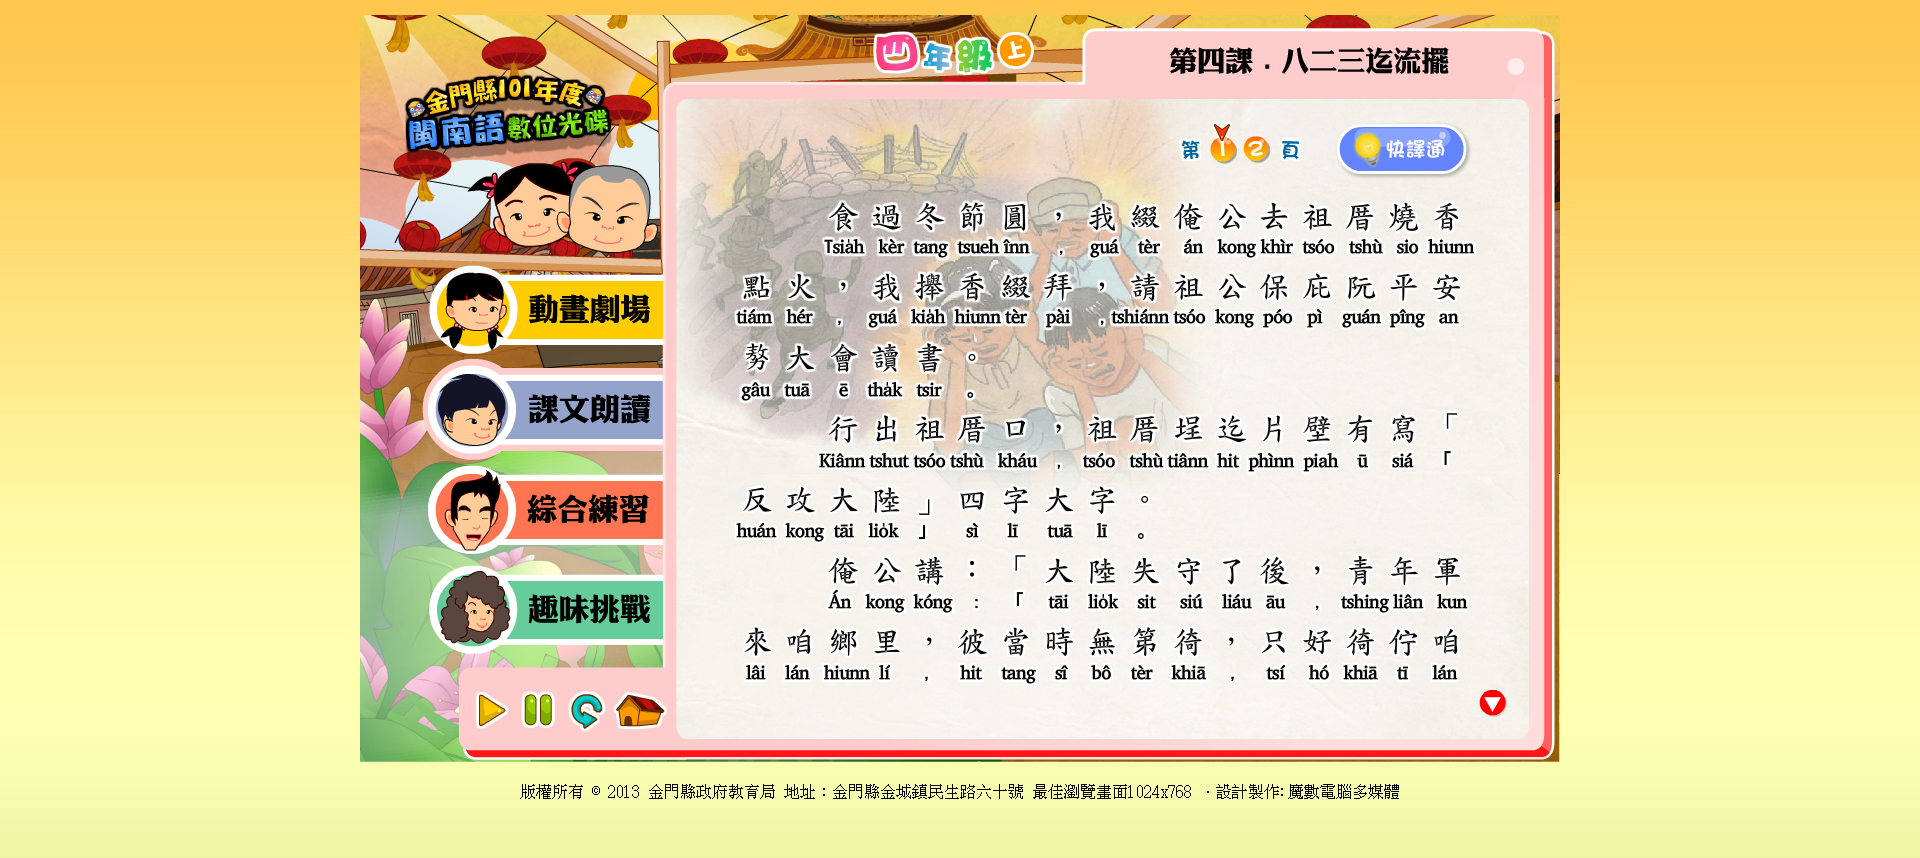 四年級上
第四課．八二三迄流擺
金門縣101年度
閩南語數位光碟
第 1 2 頁
快譯通
食過冬節圓，我綴俺公去祖厝燒香
Tsia̍h kèr tang tsueh înn , guá tèr án kong khìr tsóo tshù sio hiunn
點火，我攑香綴拜，請祖公保庇阮平安
tiám hér , guá kia̍h hiunn tèr pài , tshiánn tsóo kong póo pì guán pîng an
勢大會讀書。
gâu tuā ē tha̍k tsir 。
行出祖厝口，祖厝埕迄片壁有寫「
Kiânn tshut tsóo tshù kháu , tsóo tshù tiânn hit phìnn piah ū siá 「
反攻大陸」四字大字。
huán kong tāi lio̍k 」 sì lī tuā lī 。
俺公講：「大陸失守了後，青年軍
Án kong kóng : 「 tāi lio̍k sit siú liáu āu , tshing liân kun
來咱鄉里，彼當時無第徛，只好徛佇咱
lâi lán hiunn lí , hit tang sî bô tèr khiā , tsí hó khiā tī lán
動畫劇場
課文朗讀
綜合練習
趣味挑戰
版權所有 © 2013 金門縣政府教育局 地址：金門縣金城鎮民生路六十號 最佳瀏覽畫面1024x768 ．設計製作: 魔數電腦多媒體